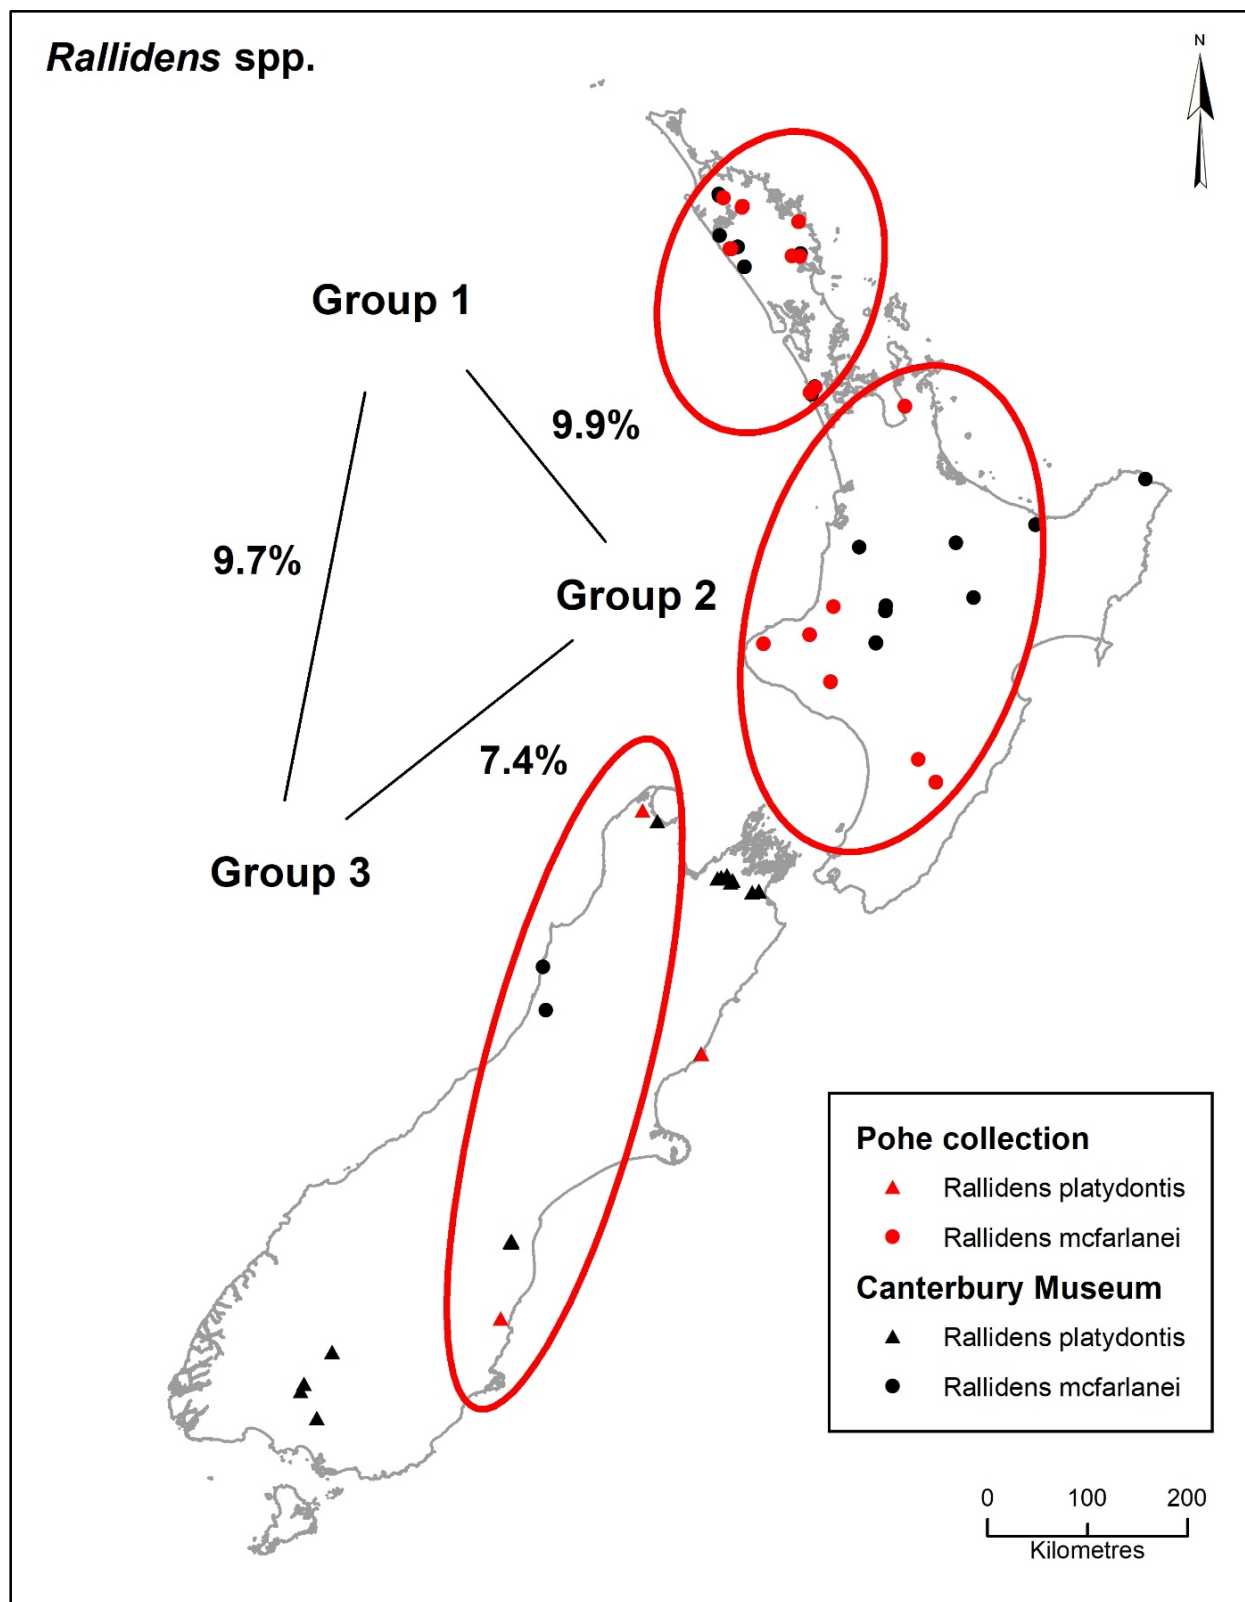 Rallidens spp.
N
Group 1
9.9%
9.7%
Group 2
7.4%
Group 3
Pohe collection
Rallidens platydontis
Rallidens mcfarlanei
Canterbury Museum
Rallidens platydontis
Rallidens mcfarlanei
0 100 200
Kilometres